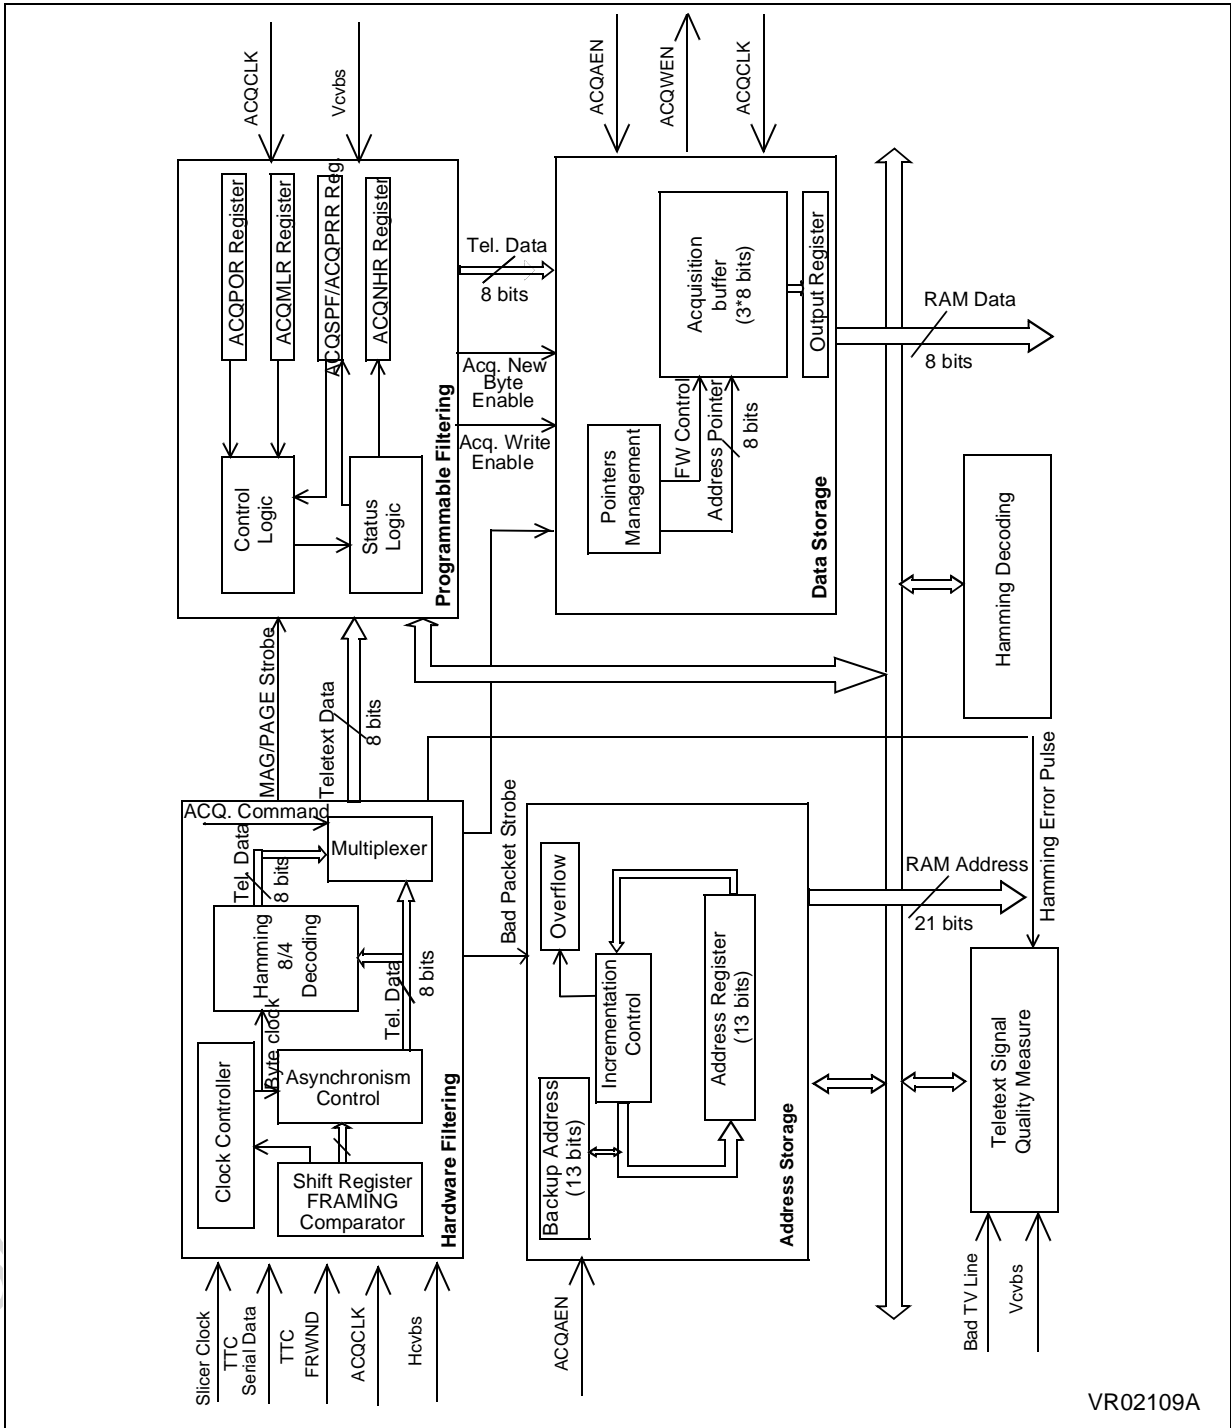 ACQCLK
Vcvbs
ACQAEN
ACQWEN
ACQCLK
ACQPOR Register
ACQMLR Register
ACQSPF/ACQPRR Reg.
ACQNHR Register
Control
Logic
Status
Logic
Programmable Filtering
Tel. Data
8 bits
Acq. New
Byte
Enable
Acq. Write
Enable
Acquisition
buffer
(3*8 bits)
Output Register
FW Control
Address Pointer
8 bits
Pointers
Management
Data Storage
RAM Data
8 bits
Hamming Decoding
MAG/PAGE Strobe
Teletext Data
8 bits
ACQ. Command
Multiplexer
Tel. Data
8 bits
Hamming
8/4
Decoding
Tel. Data
8 bits
Byte clock
Clock Controller
Asynchronism
Control
Shift Register
FRAMING
Comparator
Hardware Filtering
Bad Packet Strobe
Overflow
Incrementation
Control
Address Register
(13 bits)
Backup Address
(13 bits)
Address Storage
RAM Address
21 bits
Hamming Error Pulse
Teletext Signal
Quality Measure
Slicer Clock
TTC
Serial Data
TTC
FRWND
ACQCLK
Hcvbs
ACQAEN
Bad TV Line
Vcvbs
VR02109A